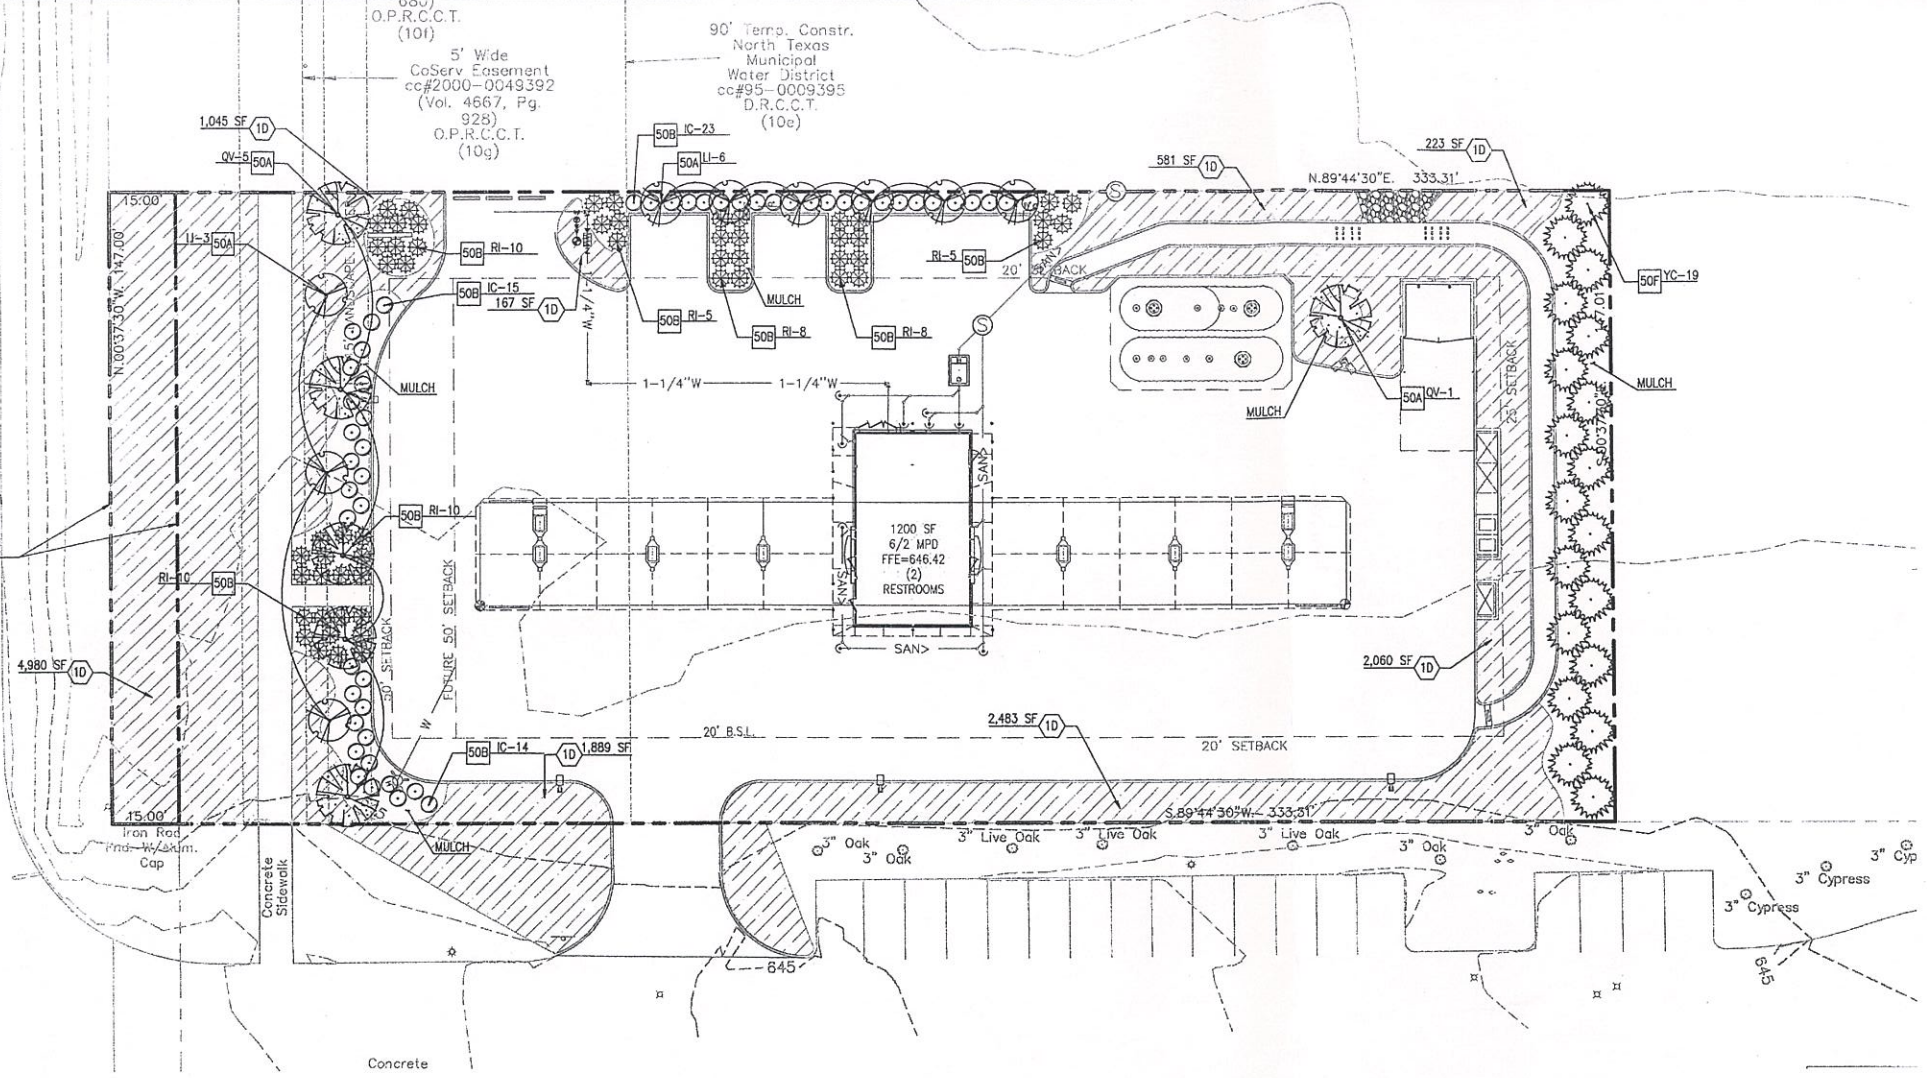 680)
O.P.R.C.C.T.
(10f)
5' Wide
CoServ Easement
cc#2000-0049392
(Vol. 4667, Pg.
928)
O.P.R.C.C.T.
(10g)
90' Temp. Constr.
North Texas
Municipal
Water District
cc#95-0009395
D.R.C.C.T.
(10e)
1,045 SF 1D
QV-5 50A
50B IC-23
50A LI-6
581 SF 1D
223 SF 1D
N.89°44'30"E. 333.31'
15.00'
N.00°37'30"W. 147.00'
50A
50B RI-10
50B IC-15
167 SF 1D
1-1/4"W
50B RI-5
MULCH
50B RI-8
50B RI-8
RI-5 50B
20' SETBACK
SAN>
S
S
50F YC-19
MULCH
MULCH
1-1/4"W
1-1/4"W
MULCH
50A QV-1
25' SETBACK
50B RI-10
SAN>
1200 SF
6/2 MPD
FFE=646.42
(2)
RESTROOMS
SAN>
SAN>
RI-10 50B
50' SETBACK
FUTURE 50' SETBACK
4,980 SF 1D
2,060 SF 1D
W
20' B.S.L.
2,483 SF 1D
20' SETBACK
50B IC-14
1D 1,889 SF
15.00'
S.89°44'30"W. 333.31'
Iron Rod
Fnd. W/Alum.
Cap
MULCH
Concrete
Sidewalk
3" Oak
3" Oak
3" Live Oak
3" Live Oak
3" Live Oak
3" Oak
3" Oak
3" Cyp
3" Cypress
3" Cypress
645
645
Concrete